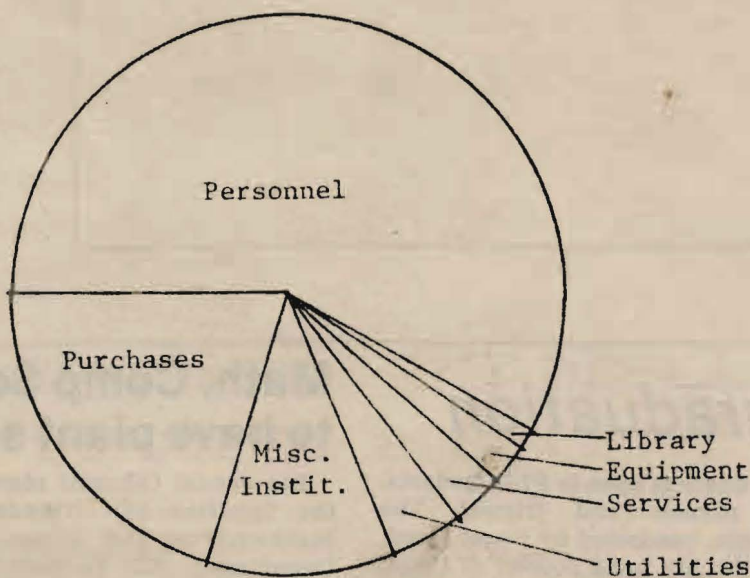 Personnel
Purchases
Misc.
Instit.
Library
Equipment
Services
Utilities